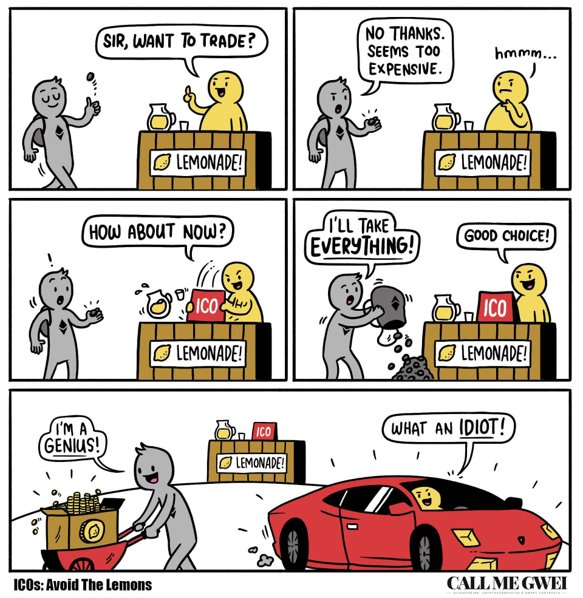 SIR, WANT TO TRADE?
LEMONADE!
NO THANKS.
SEEMS TOO
EXPENSIVE.
hmmm...
LEMONADE!
HOW ABOUT NOW?
!
ICO
LEMONADE!
I'LL TAKE
EVERYTHING!
GOOD CHOICE!
ICO
LEMONADE!
I'M A
GENIUS!
ICO
LEMONADE!
WHAT AN IDIOT!
ICOs: Avoid The Lemons
CALL ME GWEI